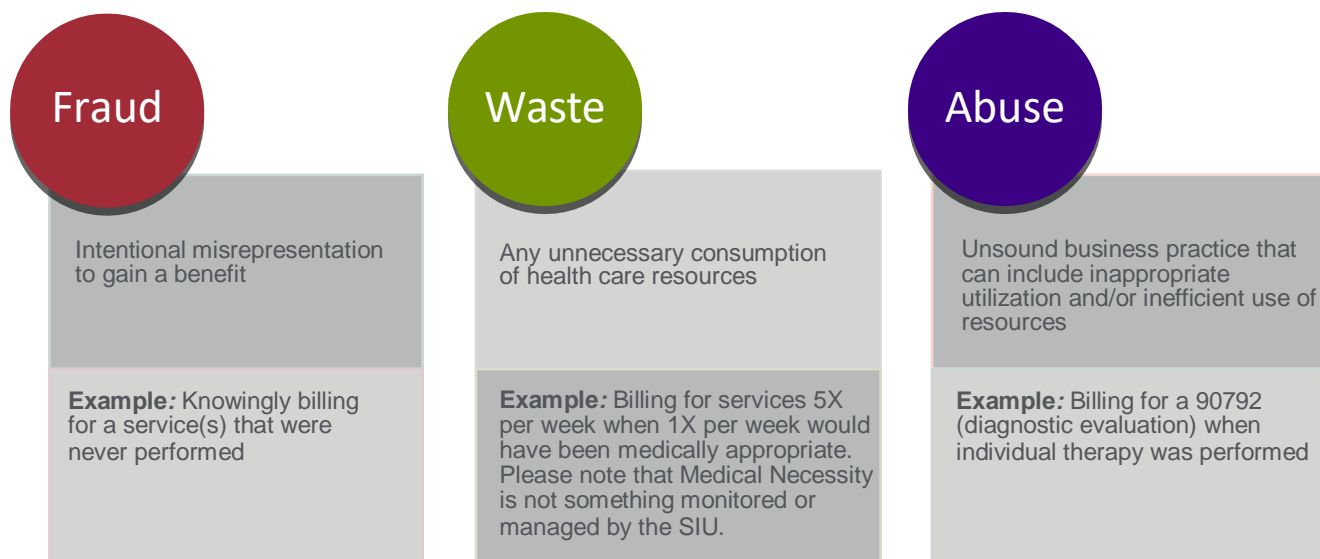 Fraud
Intentional misrepresentation
to gain a benefit
Example: Knowingly billing
for a service(s) that were
never performed
Waste
Any unnecessary consumption
of health care resources
Example: Billing for services 5X
per week when 1X per week would
have been medically appropriate.
Please note that Medical Necessity
is not something monitored or
managed by the SIU.
Abuse
Unsound business practice that
can include inappropriate
utilization and/or inefficient use of
resources
Example: Billing for a 90792
(diagnostic evaluation) when
individual therapy was performed